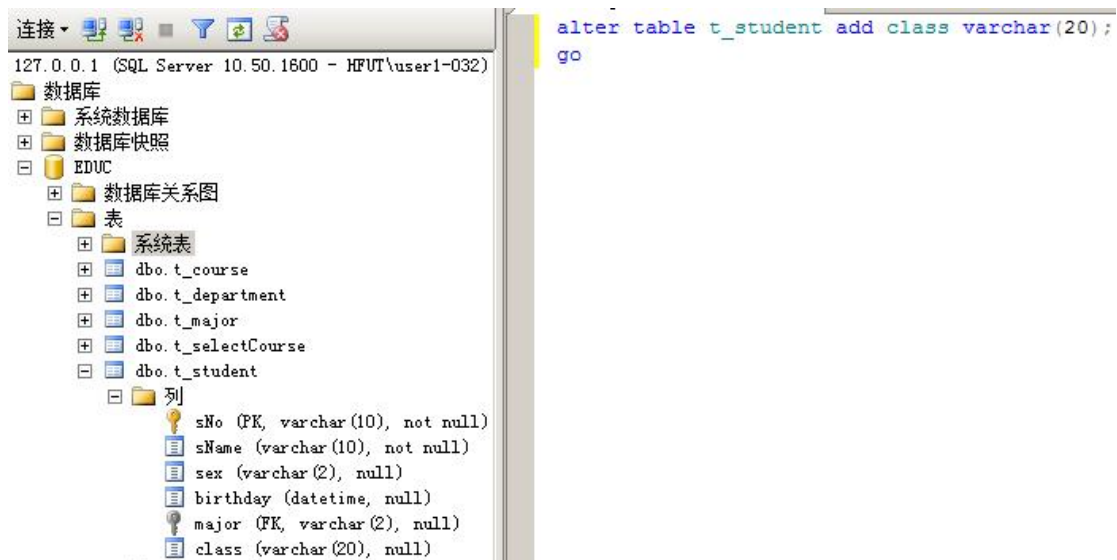 连接
127.0.0.1 (SQL Server 10.50.1600 - HFUT\user1-032)
数据库
系统数据库
数据库快照
EDUC
数据库关系图
表
系统表
dbo.t_course
dbo.t_department
dbo.t_major
dbo.t_selectCourse
dbo.t_student
列
sNo (PK, varchar(10), not null)
sName (varchar(10), not null)
sex (varchar(2), null)
birthday (datetime, null)
major (FK, varchar(2), null)
class (varchar(20), null)
alter table t_student add class varchar(20);
go